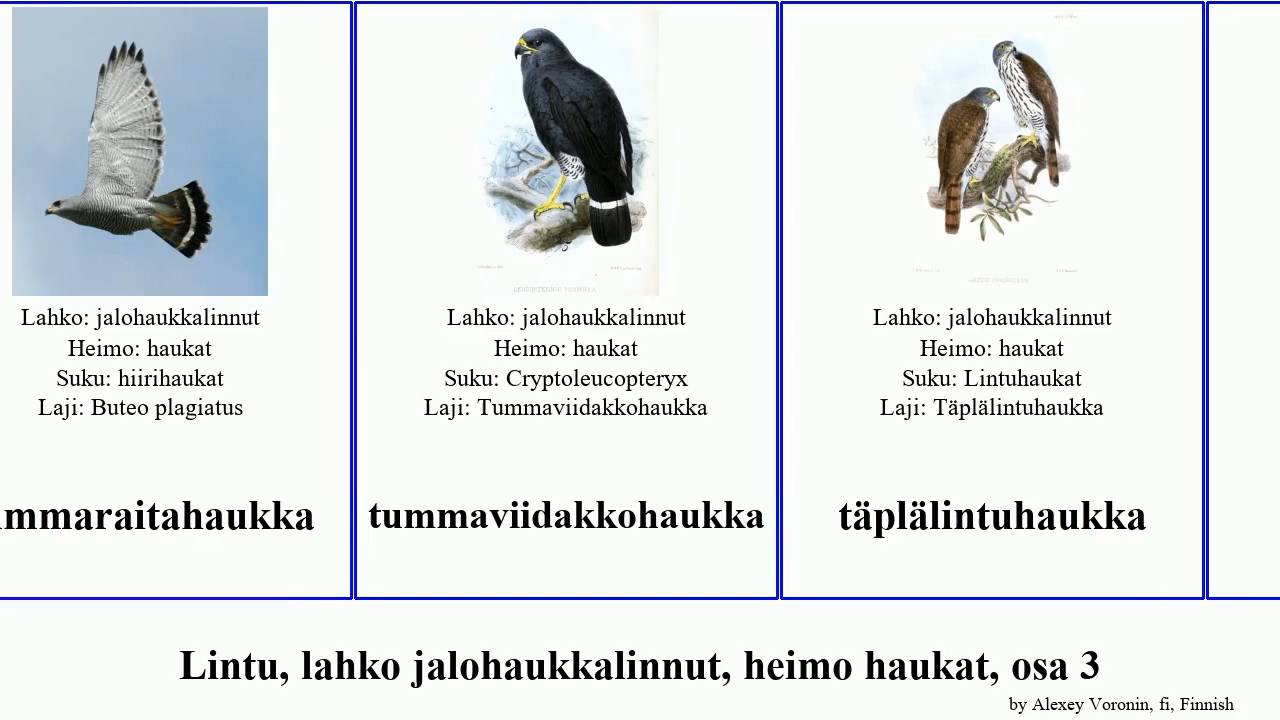 Lahko: jalohaukkalinnut
Heimo: haukat
Suku: hiirihaukat
Laji: Buteo plagiatus
mmaraitahaukka
Lahko: jalohaukkalinnut
Heimo: haukat
Suku: Cryptoleucopteryx
Laji: Tummaviidakkohaukka
tummaviidakkohaukka
Lahko: jalohaukkalinnut
Heimo: haukat
Suku: Lintuhaukat
Laji: Täplälintuhaukka
täplälintuhaukka
Lintu, lahko jalohaukkalinnut, heimo haukat, osa 3
by Alexey Voronin, fi, Finnish